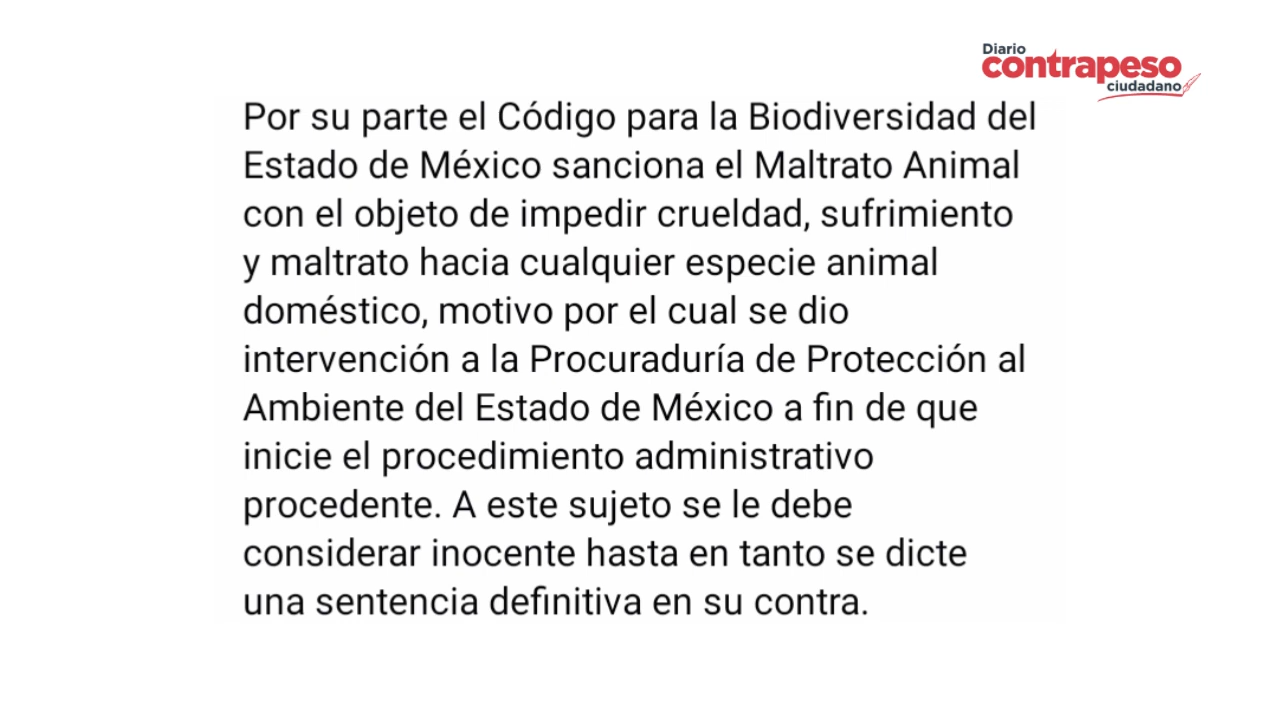 Diario
contrapeso
ciudadano
Por su parte el Código para la Biodiversidad del
Estado de México sanciona el Maltrato Animal
con el objeto de impedir crueldad, sufrimiento
y maltrato hacia cualquier especie animal
doméstico, motivo por el cual se dio
intervención a la Procuraduría de Protección al
Ambiente del Estado de México a fin de que
inicie el procedimiento administrativo
procedente. A este sujeto se le debe
considerar inocente hasta en tanto se dicte
una sentencia definitiva en su contra.